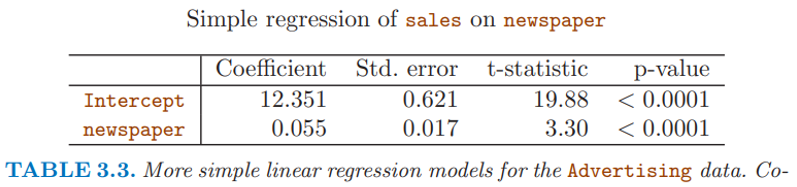 Simple regression of sales on newspaper
Coefficient Std. error t-statistic p-value
Intercept 12.351 0.621 19.88 < 0.0001
newspaper 0.055 0.017 3.30 < 0.0001
TABLE 3.3. More simple linear regression models for the Advertising data. Co-